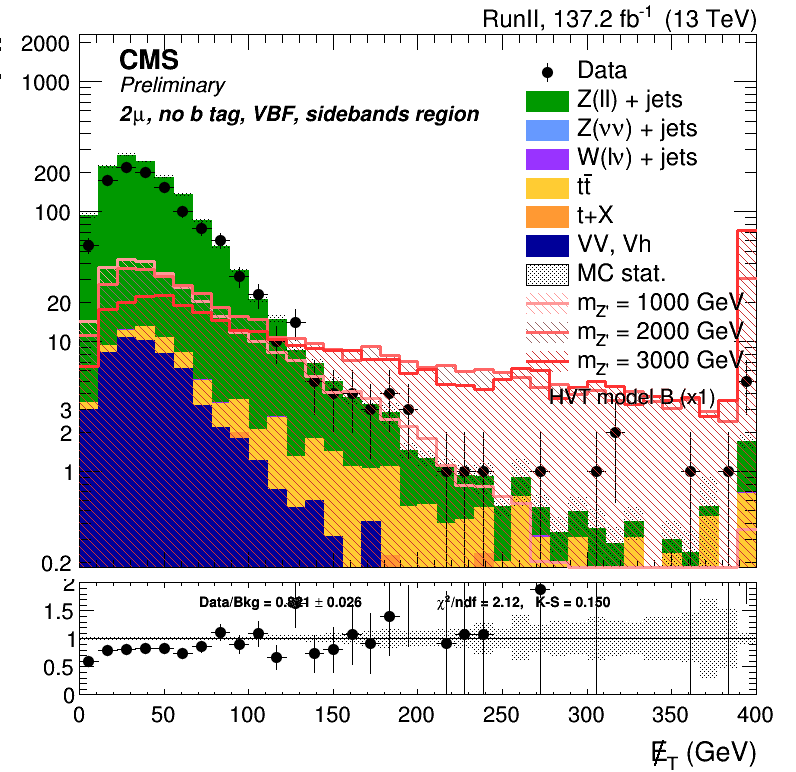 RunII, 137.2 fb⁻¹ (13 TeV)
CMS
Preliminary
2μ, no b tag, VBF, sidebands region
Data
Z(ll) + jets
Z(νν) + jets
W(lν) + jets
tt̄
t+X
VV, Vh
MC stat.
m_Z' = 1000 GeV
m_Z' = 2000 GeV
m_Z' = 3000 GeV
HVT model B (x1)
2000
1000
200
100
20
10
3
2
1
0.2
Data/Bkg = 0.821 ± 0.026 χ²/ndf = 2.12, K-S = 0.150
2
1.5
1
0.5
0
0 50 100 150 200 250 300 350 400
E̸_T (GeV)